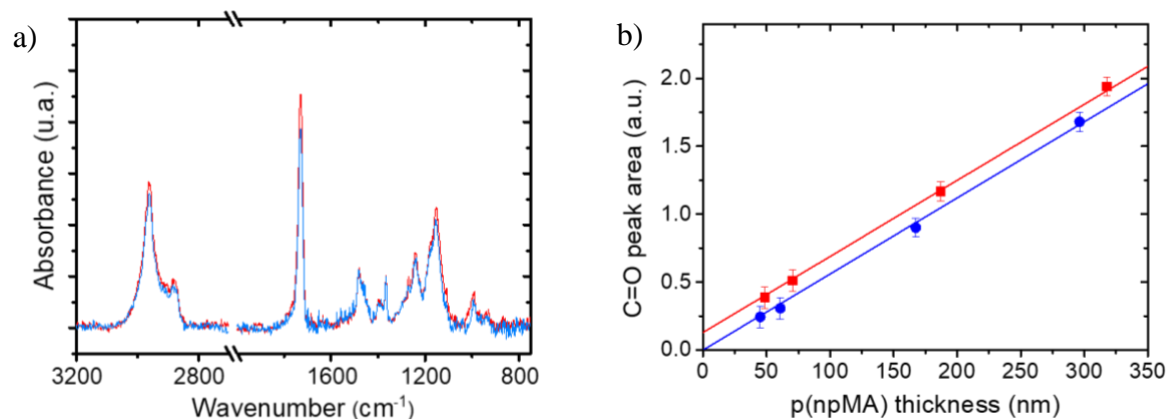 a)
Absorbance (u.a.)
3200 2800 1600 1200 800
Wavenumber (cm⁻¹)
b)
C=O peak area (a.u.)
2.0
1.5
1.0
0.5
0.0
0 50 100 150 200 250 300 350
p(npMA) thickness (nm)